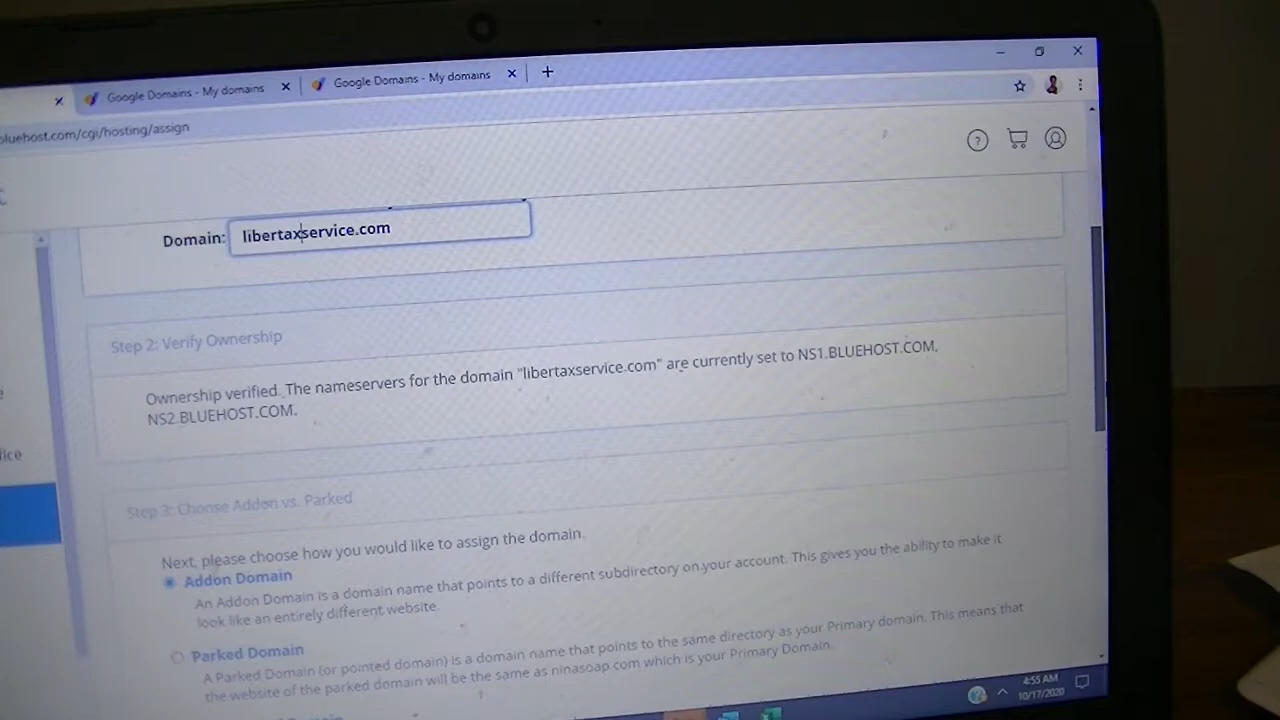 Google Domains - My domains
Google Domains - My domains
bluehost.com/cgi/hosting/assign
Domain: libertaxservice.com
Step 2: Verify Ownership
Ownership verified. The nameservers for the domain "libertaxservice.com" are currently set to NS1.BLUEHOST.COM,
NS2.BLUEHOST.COM.
Step 3: Choose Addon vs. Parked
Next, please choose how you would like to assign the domain.
Addon Domain
An Addon Domain is a domain name that points to a different subdirectory on your account. This gives you the ability to make it
look like an entirely different website.
Parked Domain
A Parked Domain (or pointed domain) is a domain name that points to the same directory as your Primary domain. This means that
the website of the parked domain will be the same as ninasoap.com which is your Primary Domain.
4:55 AM
10/17/2020